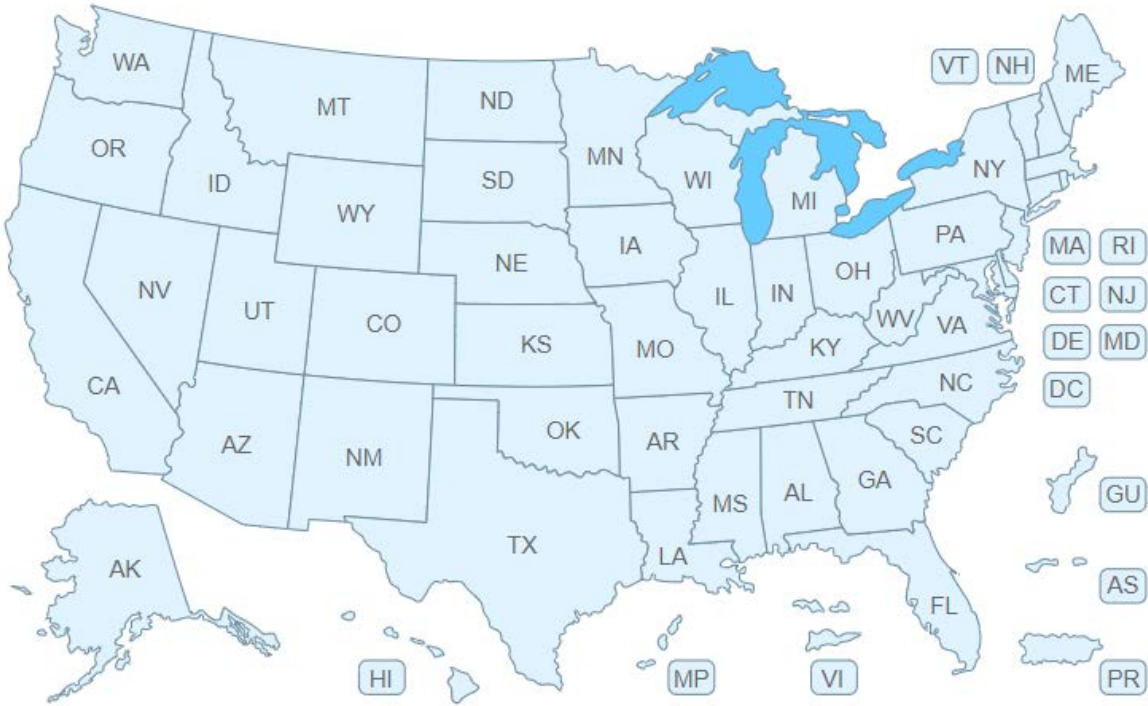 WA
MT
ND
VT NH
ME
OR
ID
SD
MN
WI
MI
NY
WY
IA
NE
PA
MA RI
NV
UT
CO
IL
IN
OH
CT NJ
KS
MO
KY
WV
VA
DE MD
CA
DC
AZ
NM
OK
AR
TN
NC
SC
TX
LA
MS
AL
GA
GU
AK
FL
AS
HI
MP
VI
PR